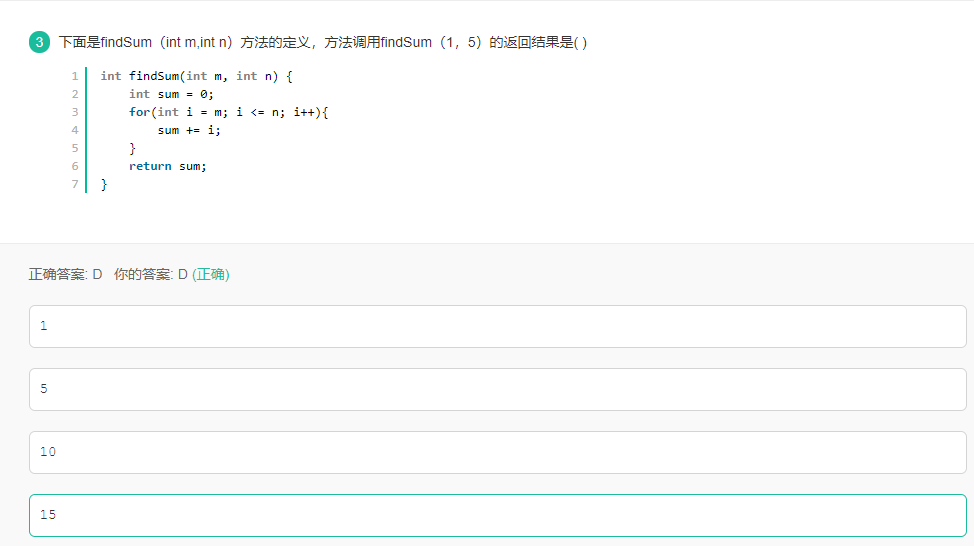 3 下面是findSum（int m,int n）方法的定义，方法调用findSum（1，5）的返回结果是( )
1 int findSum(int m, int n) {
2     int sum = 0;
3     for(int i = m; i <= n; i++){
4         sum += i;
5     }
6     return sum;
7 }
正确答案: D 你的答案: D (正确)
1
5
10
15